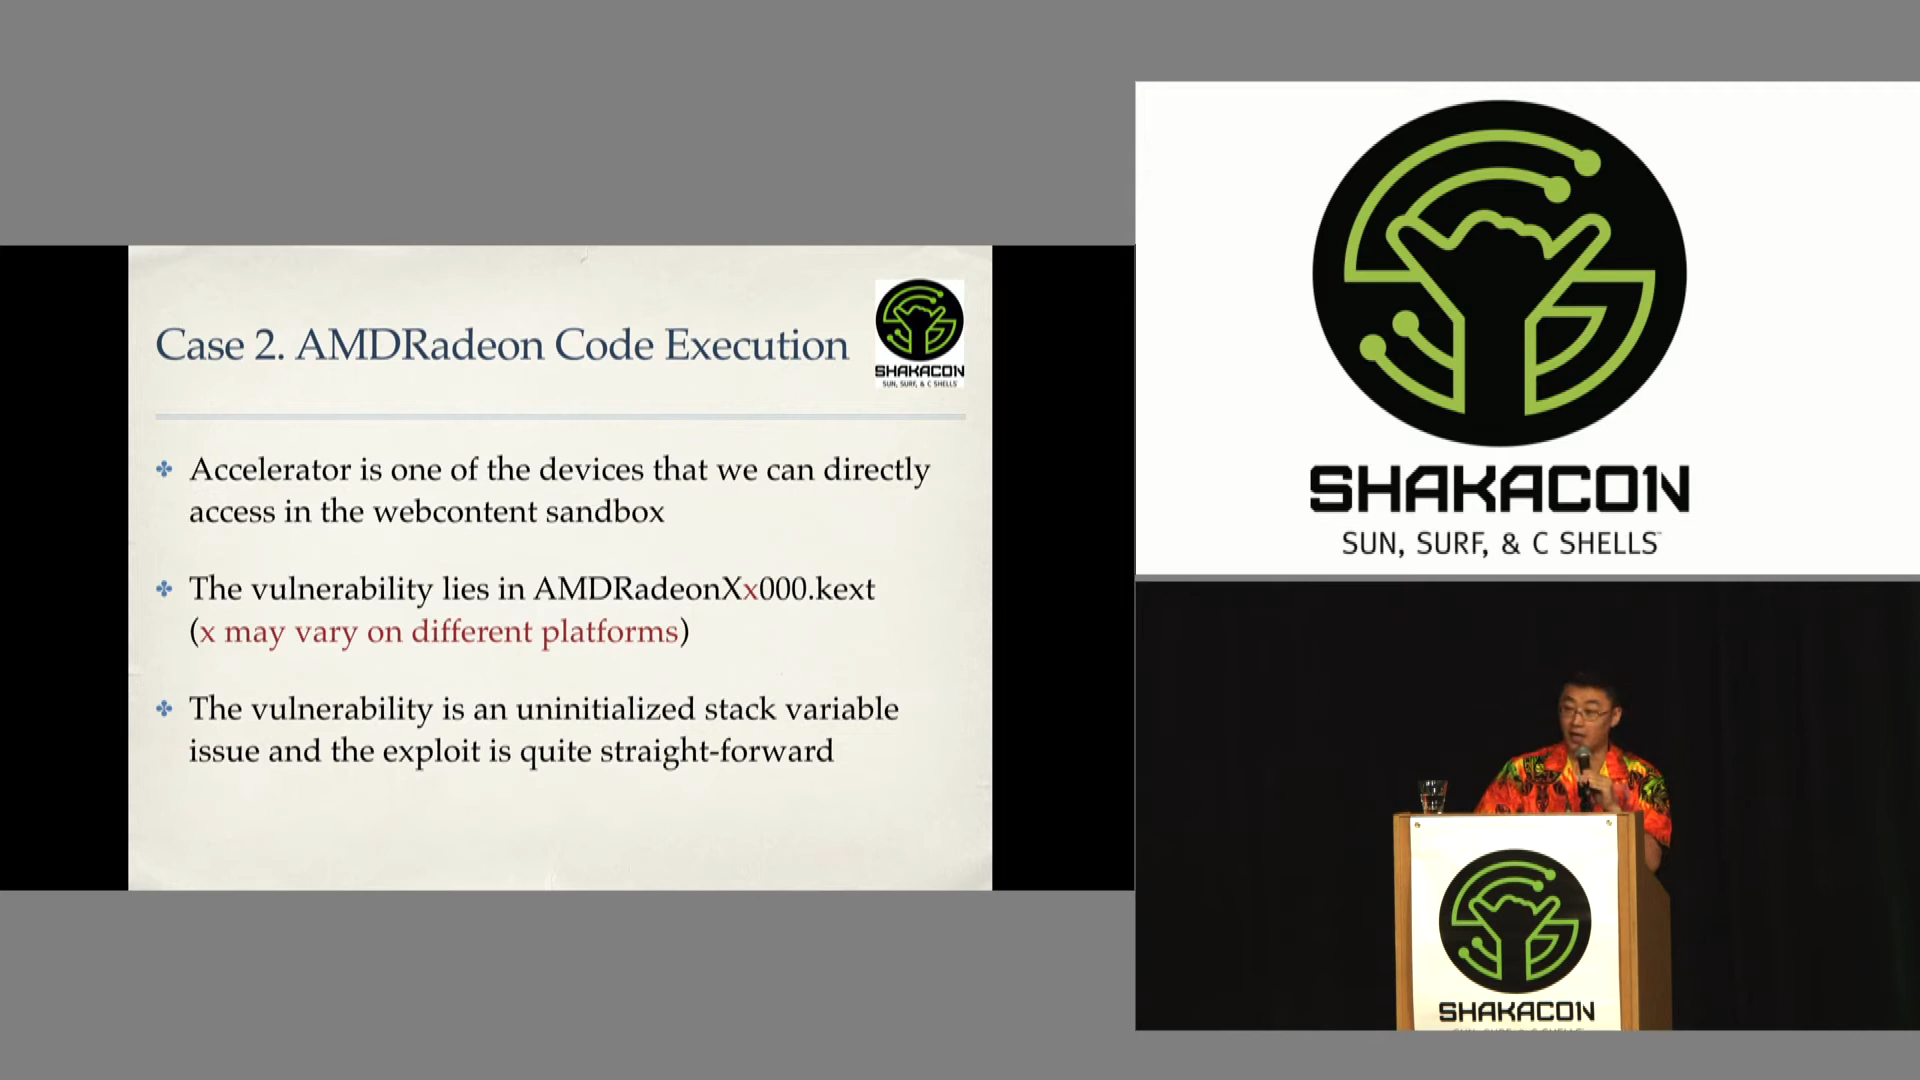 Case 2. AMDRadeon Code Execution
SHAKACON
SUN, SURF, & C SHELLS
Accelerator is one of the devices that we can directly
access in the webcontent sandbox
The vulnerability lies in AMDRadeonXx000.kext
(x may vary on different platforms)
The vulnerability is an uninitialized stack variable
issue and the exploit is quite straight-forward
SHAKACON
SUN, SURF, & C SHELLS™
SHAKACON